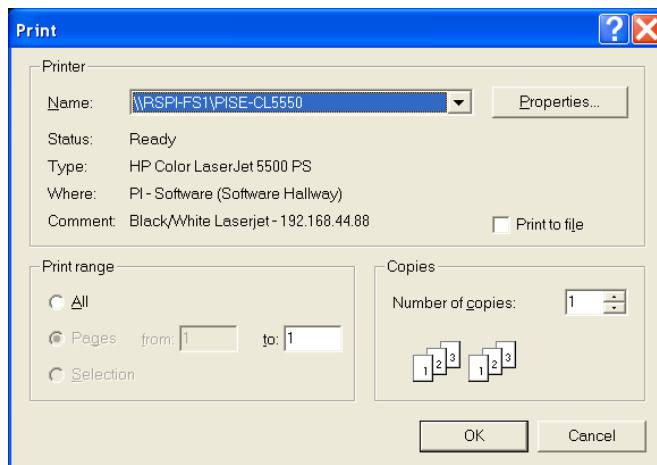 Print
Printer
Name: \\RSPI-FS1\PISE-CL5550 Properties...
Status: Ready
Type: HP Color LaserJet 5500 PS
Where: PI - Software (Software Hallway)
Comment: Black/White Laserjet - 192.168.44.88 Print to file
Print range
All
Pages from: 1 to: 1
Selection
Copies
Number of copies: 1
1 2 3 1 2 3
OK Cancel